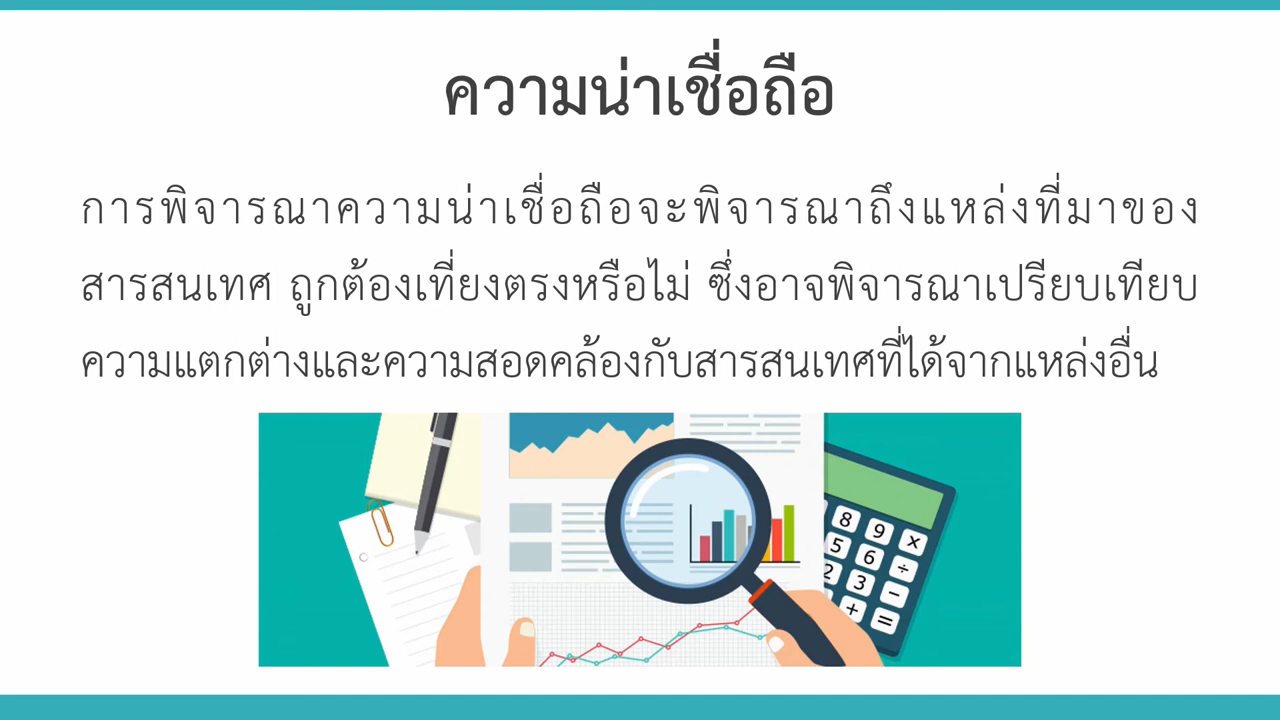 ความน่าเชื่อถือ
การพิจารณาความน่าเชื่อถือจะพิจารณาถึงแหล่งที่มาของ
สารสนเทศ ถูกต้องเที่ยงตรงหรือไม่ ซึ่งอาจพิจารณาเปรียบเทียบ
ความแตกต่างและความสอดคล้องกับสารสนเทศที่ได้จากแหล่งอื่น
8 9 ×
5 6 ÷
2 3 −
+ =